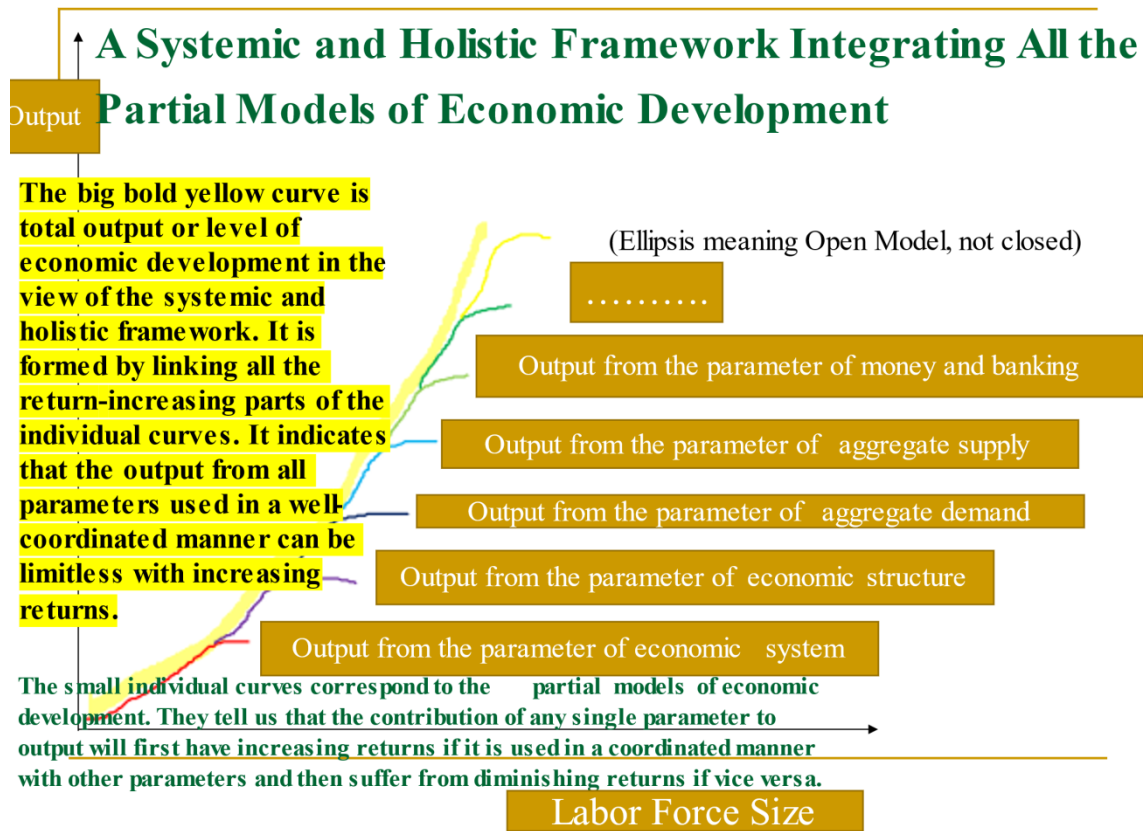 A Systemic and Holistic Framework Integrating All the
Partial Models of Economic Development
Output
The big bold yellow curve is
total output or level of
economic development in the
view of the systemic and
holistic framework. It is
formed by linking all the
return-increasing parts of the
individual curves. It indicates
that the output from all
parameters used in a well-
coordinated manner can be
limitless with increasing
returns.
(Ellipsis meaning Open Model, not closed)
……….
Output from the parameter of money and banking
Output from the parameter of aggregate supply
Output from the parameter of aggregate demand
Output from the parameter of economic structure
Output from the parameter of economic system
The small individual curves correspond to the partial models of economic
development. They tell us that the contribution of any single parameter to
output will first have increasing returns if it is used in a coordinated manner
with other parameters and then suffer from diminishing returns if vice versa.
Labor Force Size